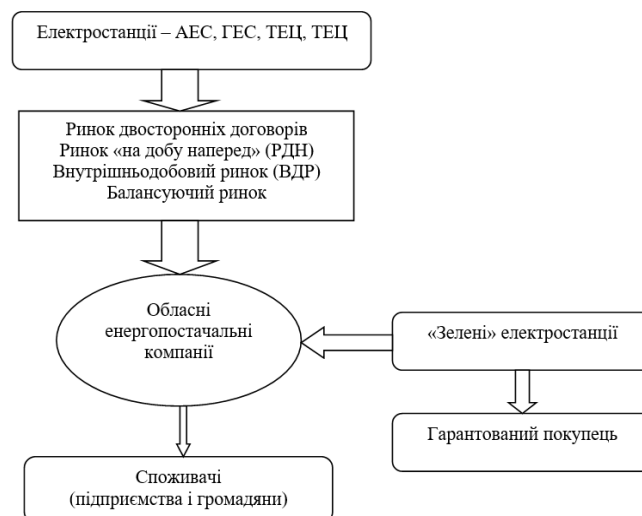 Електростанції – АЕС, ГЕС, ТЕЦ, ТЕЦ
Ринок двосторонніх договорів
Ринок «на добу наперед» (РДН)
Внутрішньодобовий ринок (ВДР)
Балансуючий ринок
Обласні
енергопостачальні
компанії
«Зелені» електростанції
Гарантований покупець
Споживачі
(підприємства і громадяни)